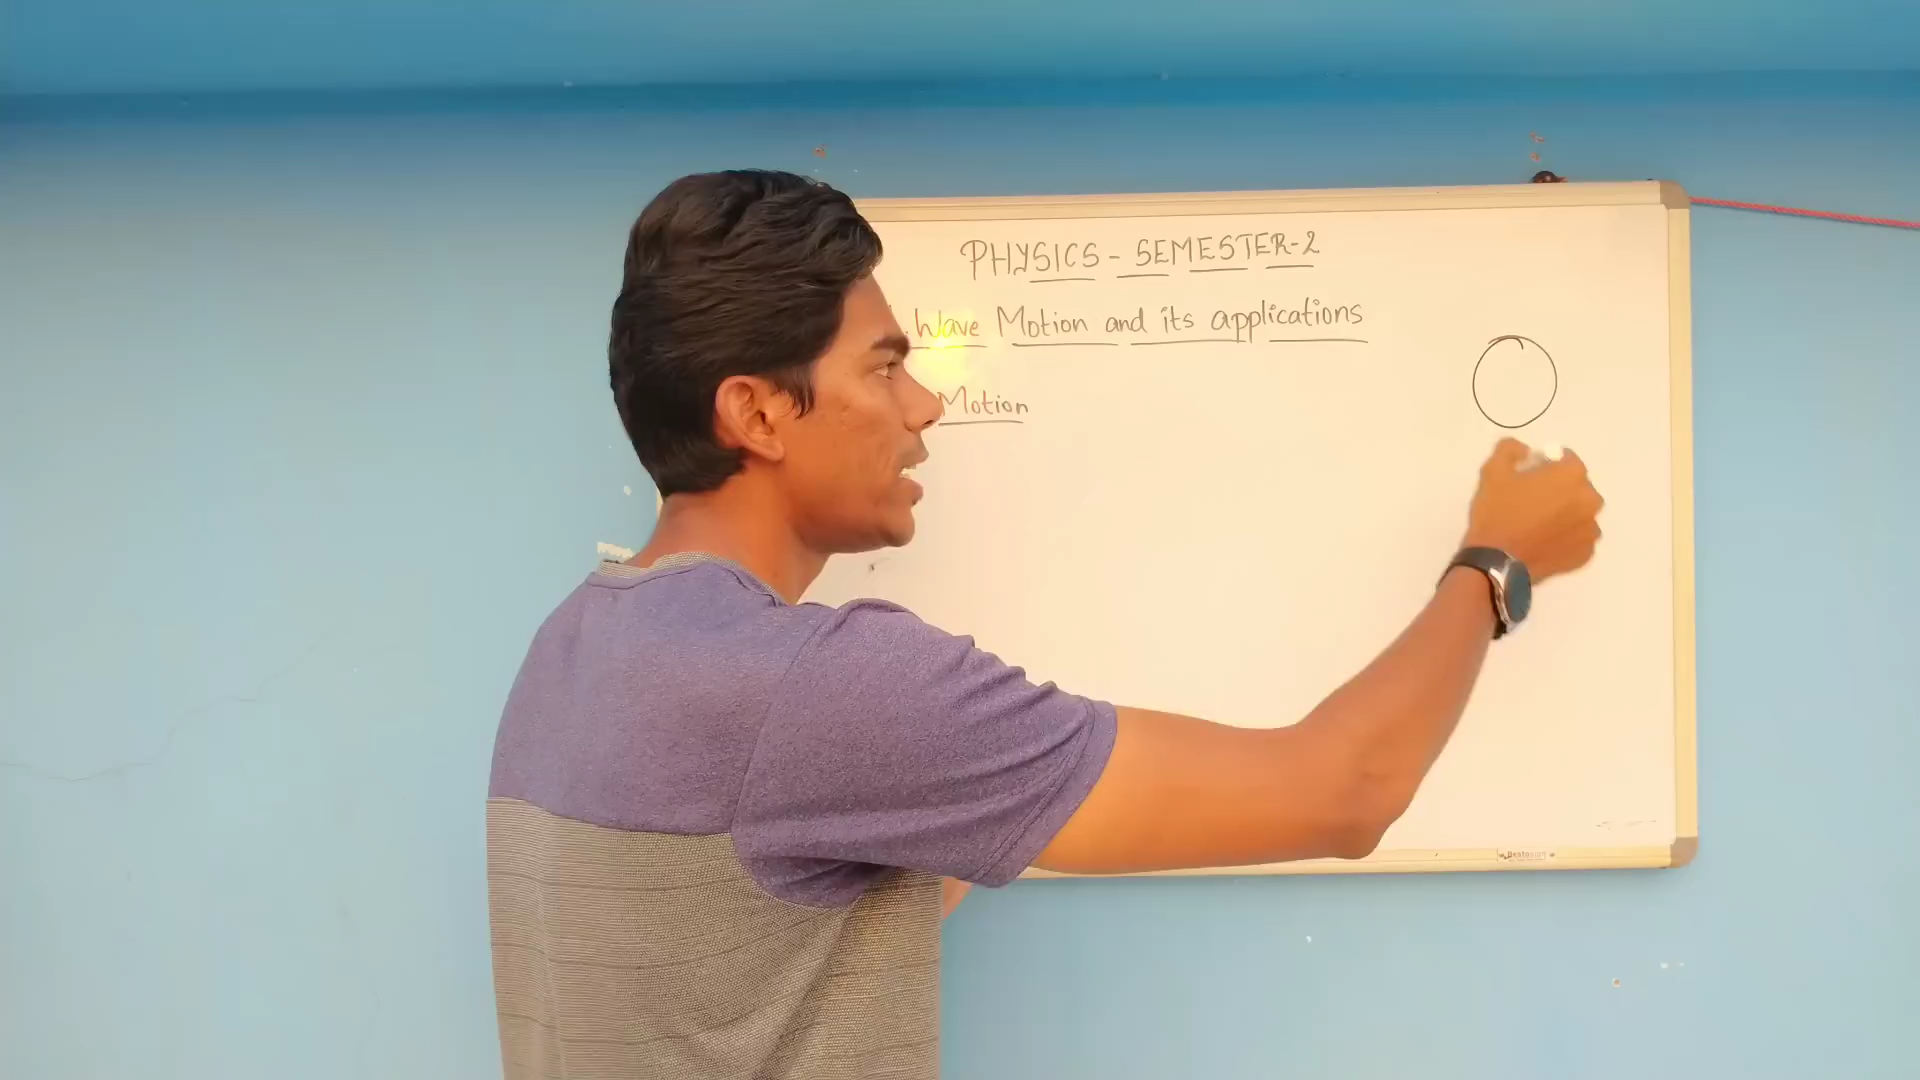 PHYSICS - SEMESTER-2
. Wave Motion and its applications
Motion